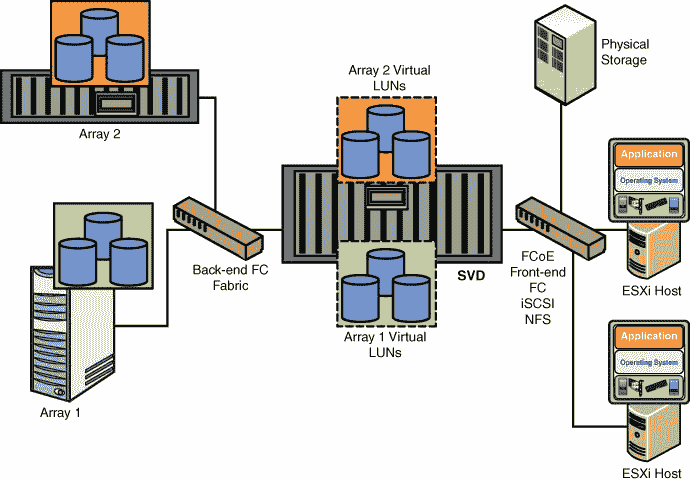 Array 2
Array 1
Back-end FC
Fabric
Array 2 Virtual
LUNs
SVD
Array 1 Virtual
LUNs
Physical
Storage
FCoE
Front-end
FC
iSCSI
NFS
Application
Operating System
ESXi Host
Application
Operating System
ESXi Host